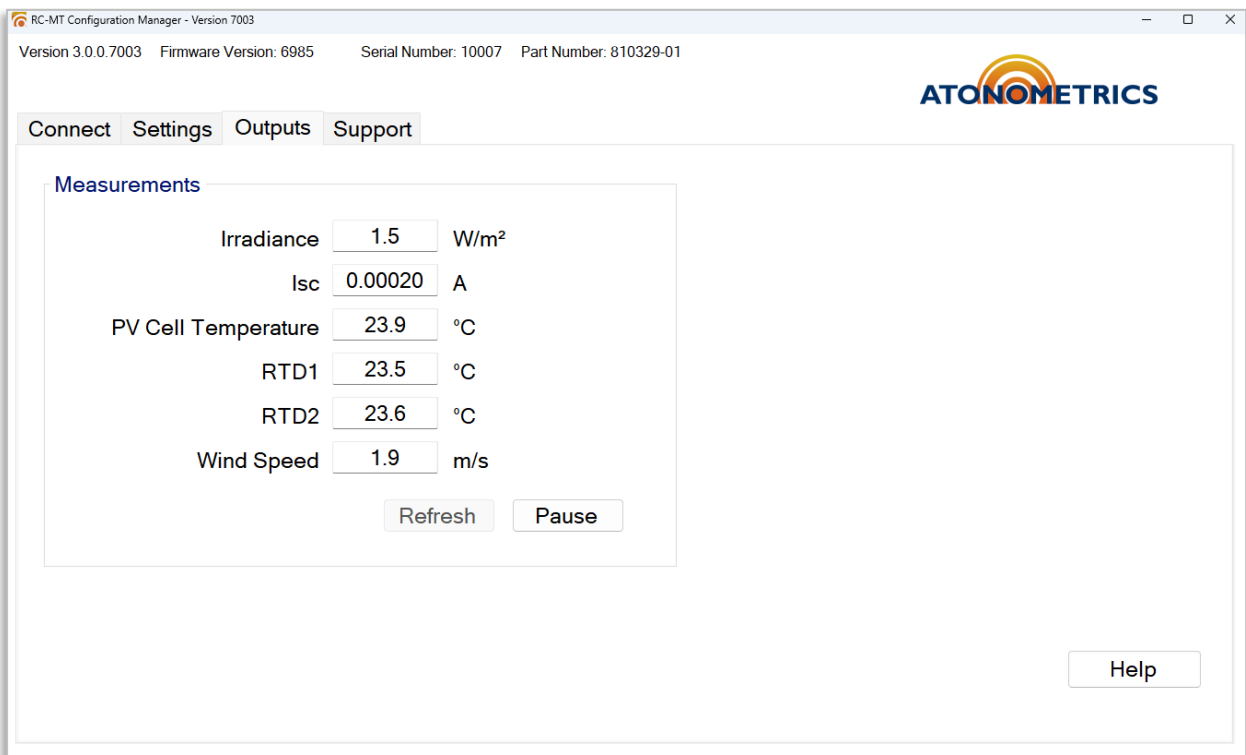 RC-MT Configuration Manager - Version 7003
Version 3.0.0.7003 Firmware Version: 6985 Serial Number: 10007 Part Number: 810329-01
ATONOMETRICS
Connect Settings Outputs Support
Measurements
Irradiance 1.5 W/m²
Isc 0.00020 A
PV Cell Temperature 23.9 °C
RTD1 23.5 °C
RTD2 23.6 °C
Wind Speed 1.9 m/s
Refresh Pause
Help